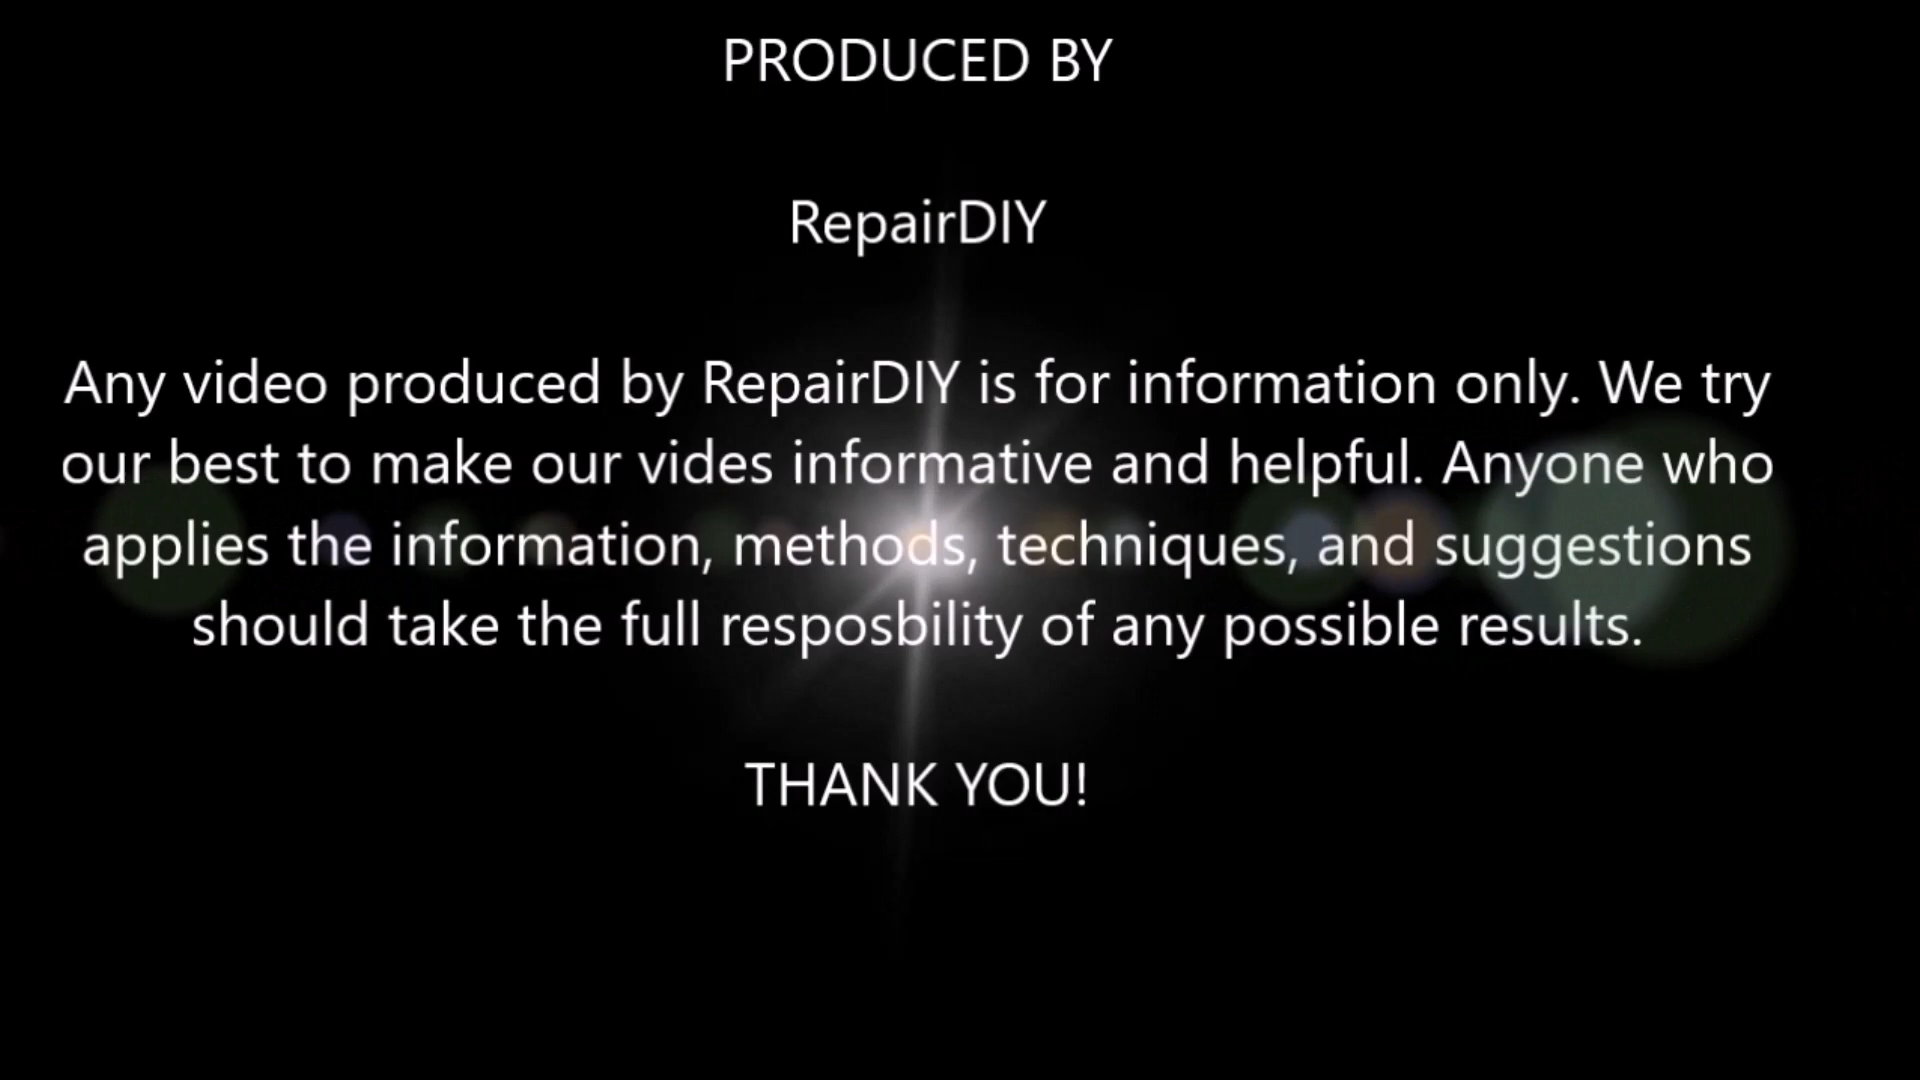 PRODUCED BY
RepairDIY
Any video produced by RepairDIY is for information only. We try
our best to make our vides informative and helpful. Anyone who
applies the information, methods, techniques, and suggestions
should take the full resposbility of any possible results.
THANK YOU!